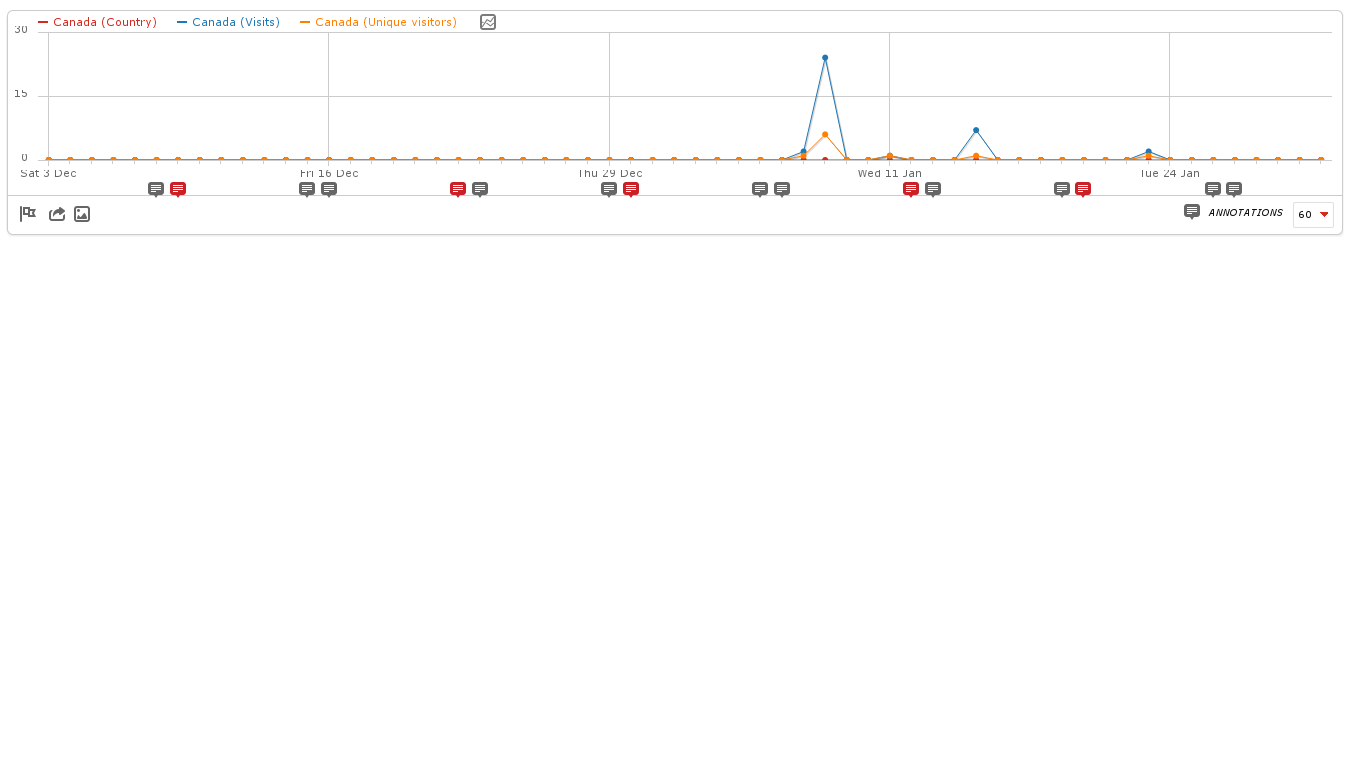 Canada (Country) Canada (Visits) Canada (Unique visitors)
30
15
0
Sat 3 Dec Fri 16 Dec Thu 29 Dec Wed 11 Jan Tue 24 Jan
ANNOTATIONS 60